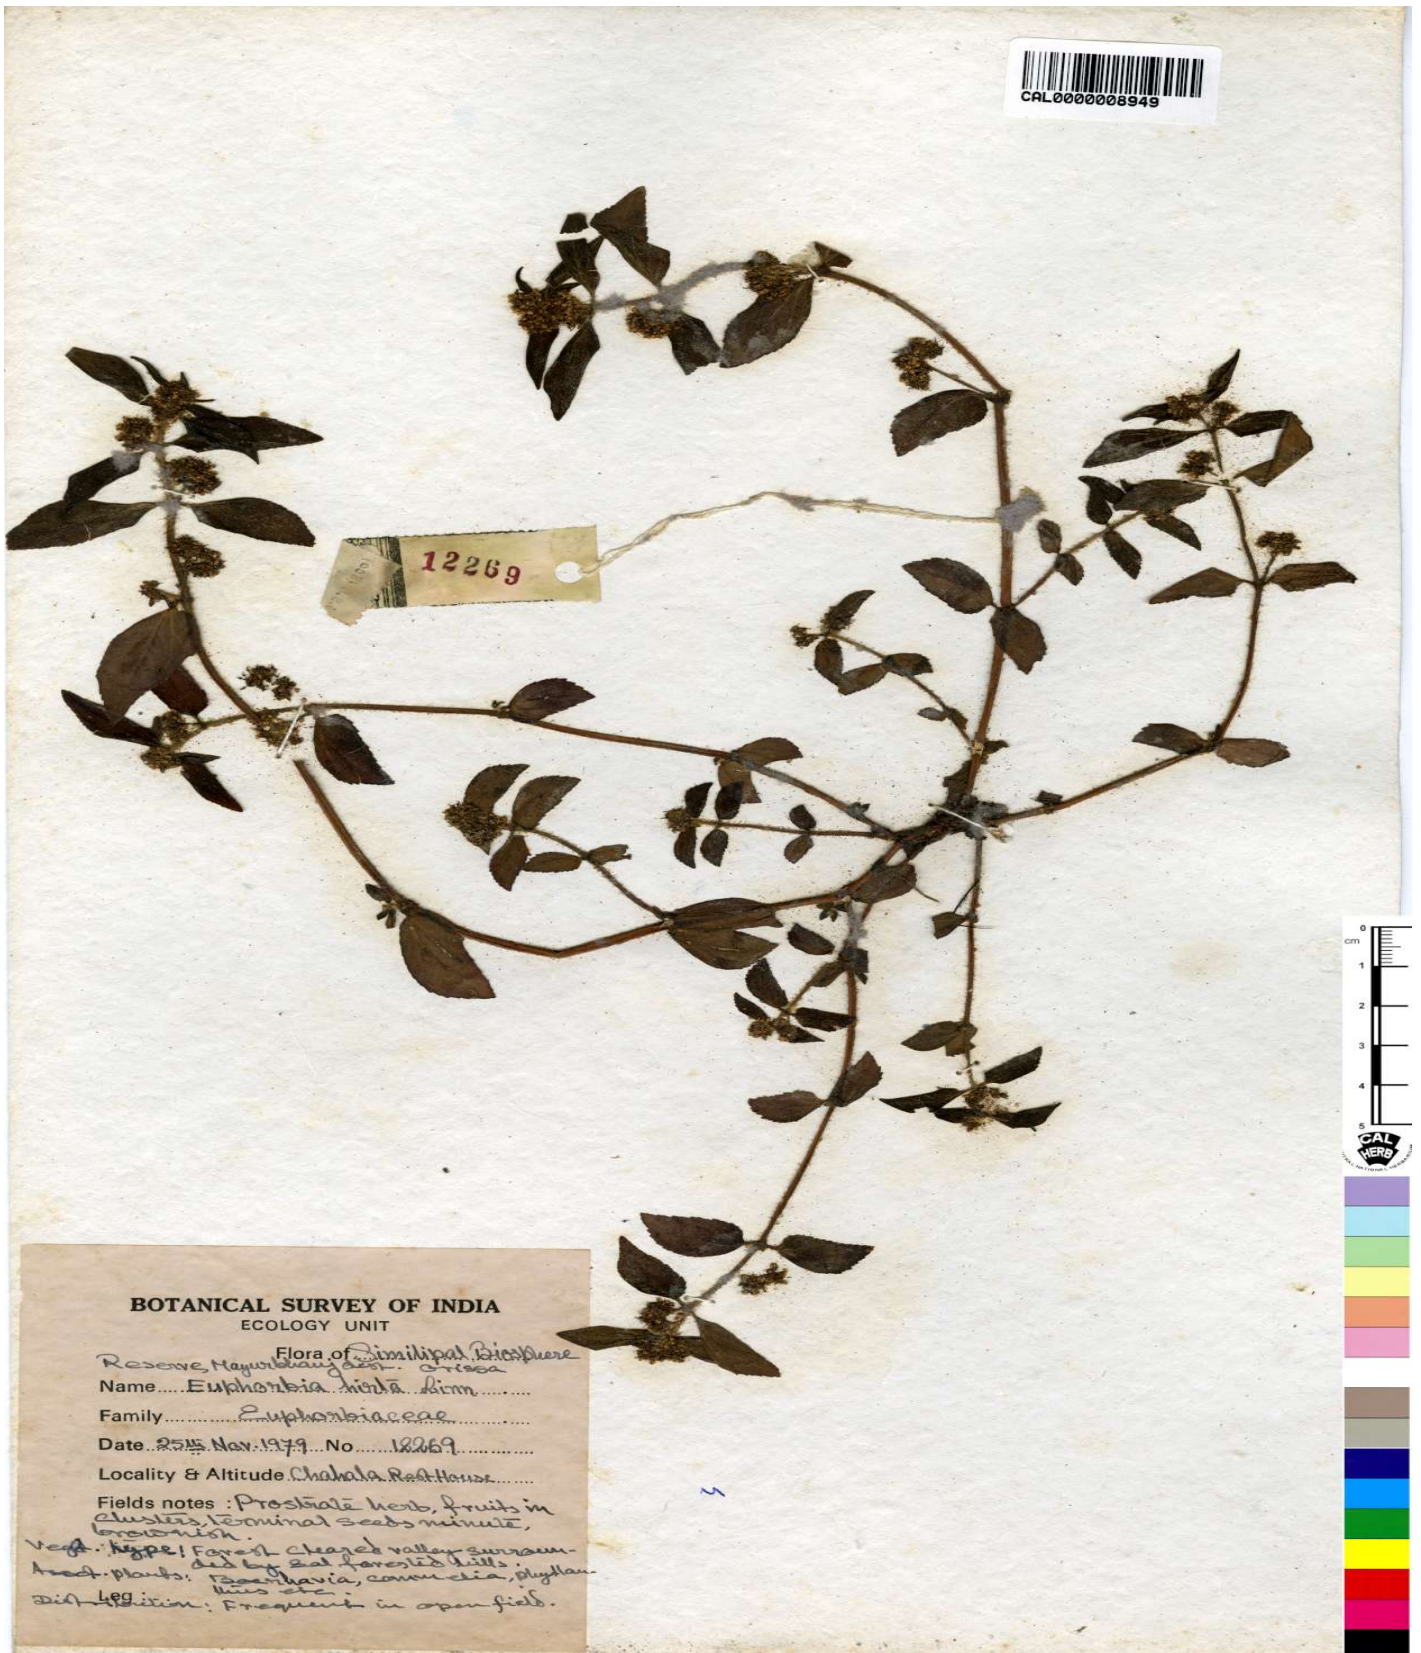 CAL0000008949
12269
0
cm
1
2
3
4
5
CAL
HERB
BOTANICAL SURVEY OF INDIA
ECOLOGY UNIT
Flora of Similipal Biosphere
Reserve, Mayurbhanj dist. Orissa
Name Euphorbia hirta Linn
Family Euphorbiaceae
Date 25th Nov. 1979 No 12269
Locality & Altitude Chahala Rest House
Fields notes : Prostrate herb, fruits in
clusters, terminal seeds minute,
brownish.
Vegt. type: Forest cleared valley surroun-
ded by sal forested hills.
Assot. plants: Boerhavia, commelia, phyllan-
thus etc
Leg :
Distribution: Frequent in open field.